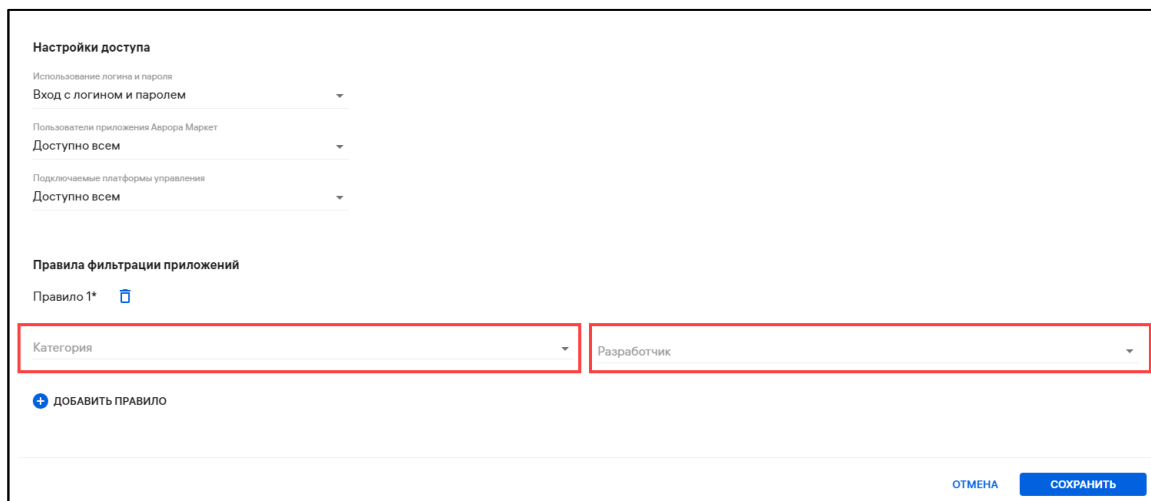 Настройки доступа
Использование логина и пароля
Вход с логином и паролем
Пользователи приложения Аврора Маркет
Доступно всем
Подключаемые платформы управления
Доступно всем
Правила фильтрации приложений
Правило 1*
Категория
Разработчик
ДОБАВИТЬ ПРАВИЛО
ОТМЕНА
СОХРАНИТЬ